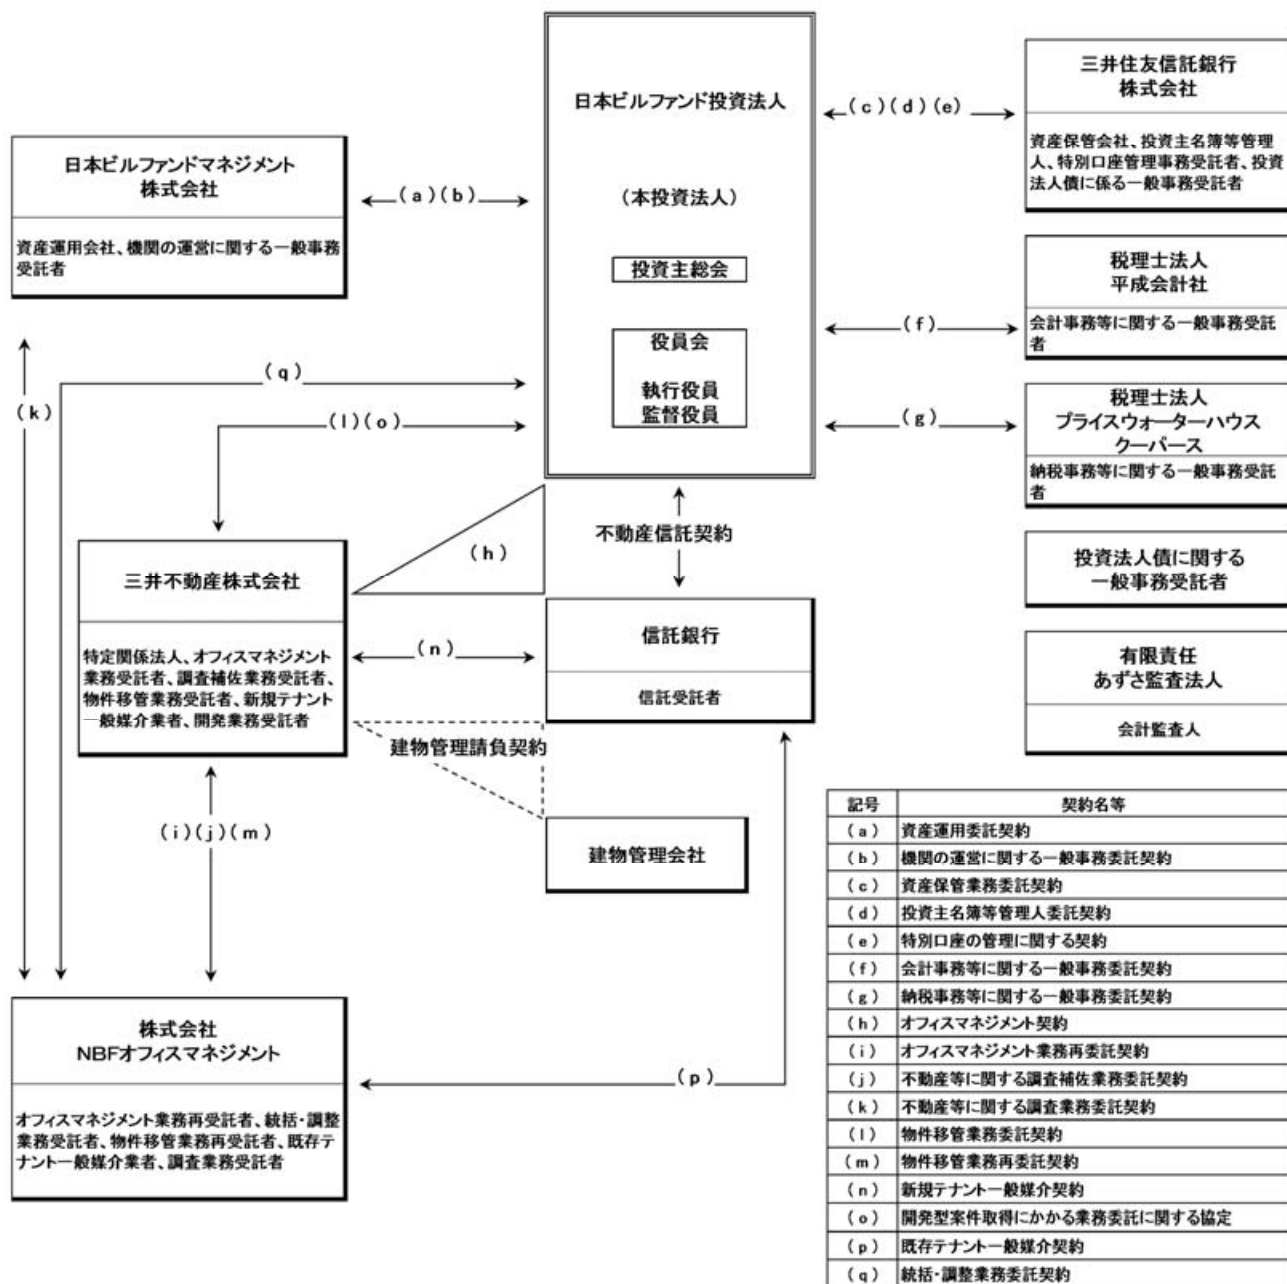 日本ビルファンド投資法人
(本投資法人)
投資主総会
役員会
執行役員
監督役員
日本ビルファンドマネジメント
株式会社
資産運用会社、機関の運営に関する一般事務
受託者
(a)(b)
(c)(d)(e)
三井住友信託銀行
株式会社
資産保管会社、投資主名簿等管理
人、特別口座管理事務受託者、投資
法人債に係る一般事務受託者
税理士法人
平成会計社
会計事務等に関する一般事務受託
者
(f)
税理士法人
プライスウォーターハウス
クーパース
納税事務等に関する一般事務受託
者
(g)
投資法人債に関する
一般事務受託者
有限責任
あずさ監査法人
会計監査人
(k)
(q)
(l)(o)
(h)
不動産信託契約
三井不動産株式会社
特定関係法人、オフィスマネジメント
業務受託者、調査補佐業務受託者、
物件移管業務受託者、新規テナント
一般媒介業者、開発業務受託者
(n)
信託銀行
信託受託者
建物管理請負契約
建物管理会社
(i)(j)(m)
株式会社
NBFオフィスマネジメント
オフィスマネジメント業務再受託者、統括・調整
業務受託者、物件移管業務再受託者、既存テ
ナント一般媒介業者、調査業務受託者
(p)
記号 契約名等
(a) 資産運用委託契約
(b) 機関の運営に関する一般事務委託契約
(c) 資産保管業務委託契約
(d) 投資主名簿等管理人委託契約
(e) 特別口座の管理に関する契約
(f) 会計事務等に関する一般事務委託契約
(g) 納税事務等に関する一般事務委託契約
(h) オフィスマネジメント契約
(i) オフィスマネジメント業務再委託契約
(j) 不動産等に関する調査補佐業務委託契約
(k) 不動産等に関する調査業務委託契約
(l) 物件移管業務委託契約
(m) 物件移管業務再委託契約
(n) 新規テナント一般媒介契約
(o) 開発型案件取得にかかる業務委託に関する協定
(p) 既存テナント一般媒介契約
(q) 統括・調整業務委託契約